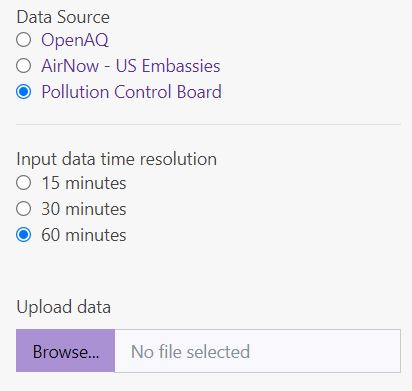 Data Source
OpenAQ
AirNow - US Embassies
Pollution Control Board
Input data time resolution
15 minutes
30 minutes
60 minutes
Upload data
Browse... No file selected